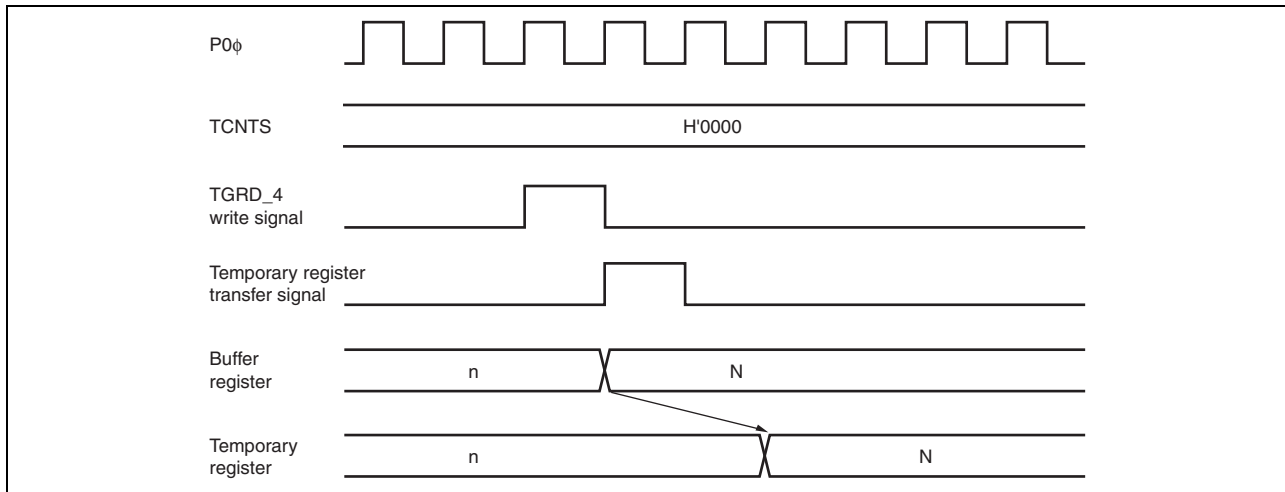 P0ϕ
TCNTS
H'0000
TGRD_4
write signal
Temporary register
transfer signal
Buffer
register
n
N
Temporary
register
n
N